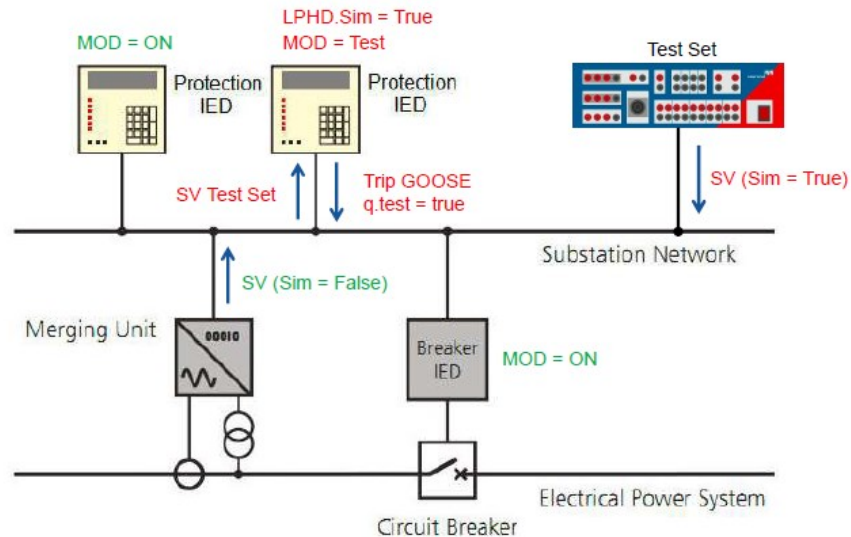 LPHD.Sim = True
MOD = ON
MOD = Test
Test Set
Protection
IED
Protection
IED
SV Test Set
Trip GOOSE
q.test = true
SV (Sim = True)
Substation Network
SV (Sim = False)
Merging Unit
00010
Breaker
IED
MOD = ON
Electrical Power System
Circuit Breaker